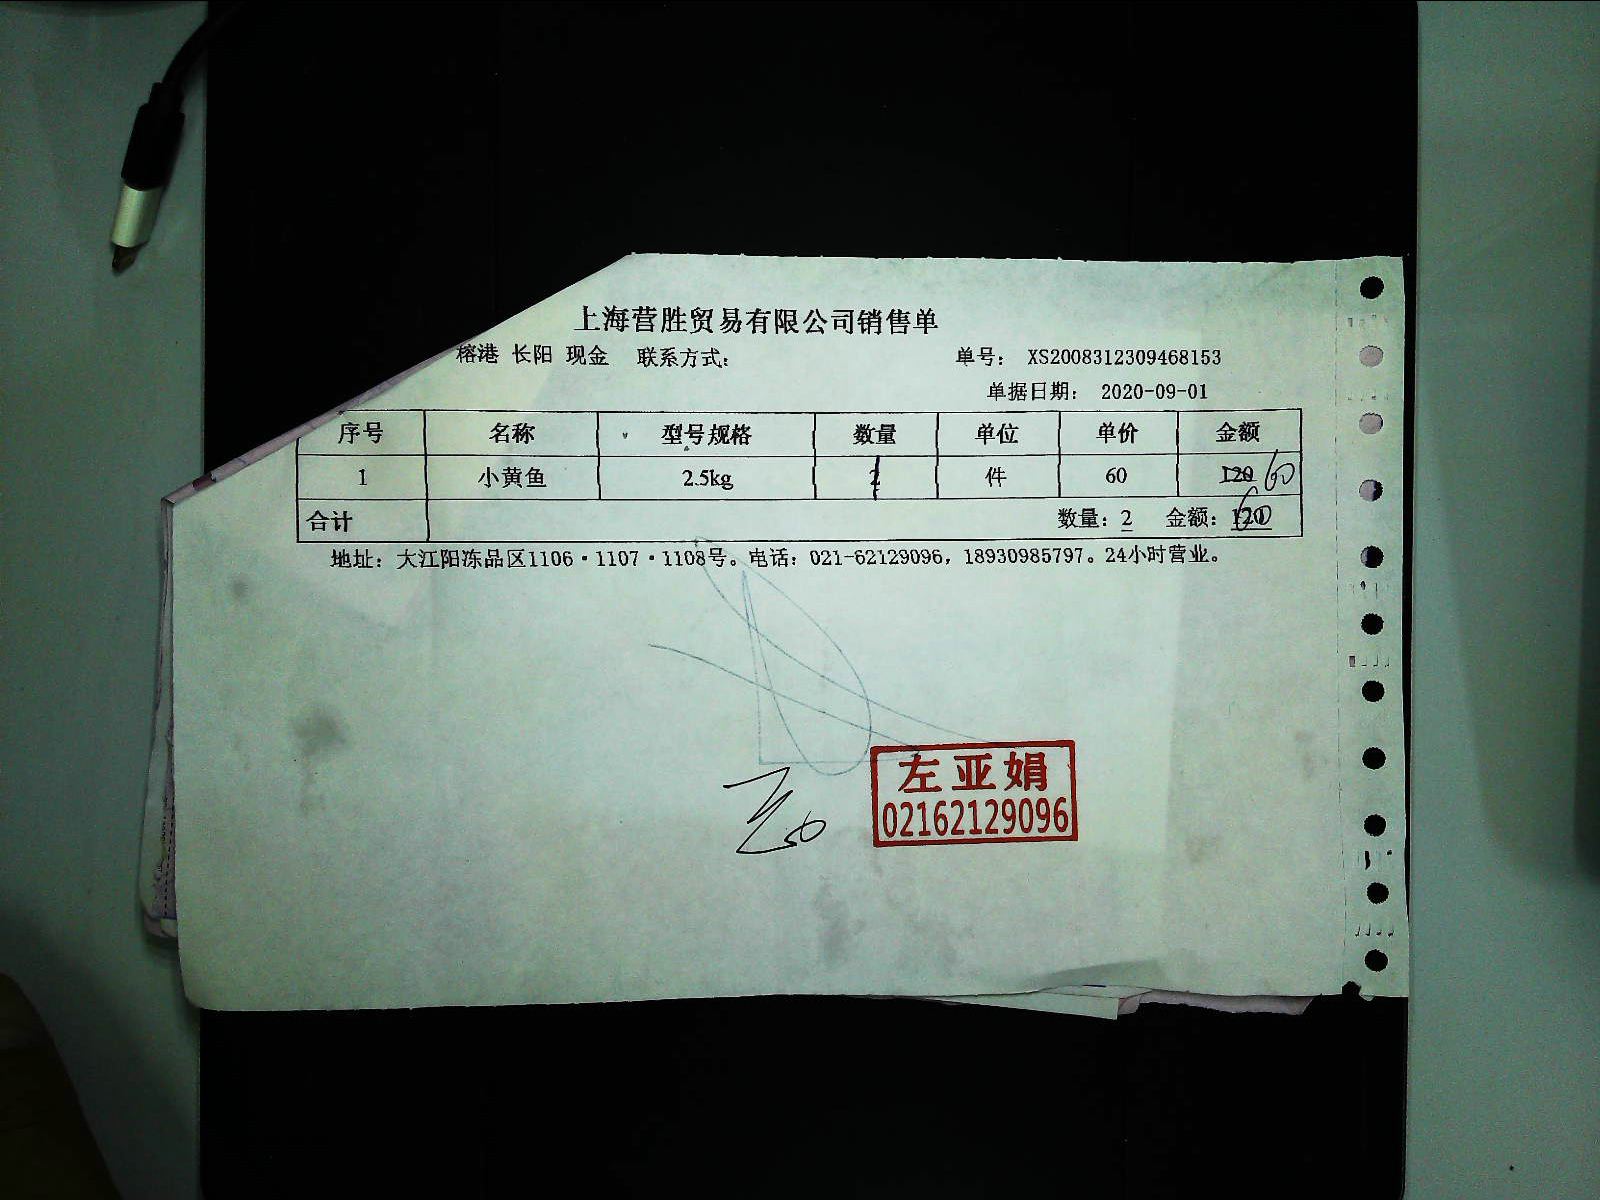 上海营胜贸易有限公司销售单
榕港 长阳 现金 联系方式: 单号: XS2008312309468153
单据日期: 2020-09-01
序号 名称 型号规格 数量 单位 单价 金额
1 小黄鱼 2.5kg 2 件 60 120 60
合计 数量: 2 金额: 120 60
地址: 大江阳冻品区1106·1107·1108号。电话: 021-62129096, 18930985797。24小时营业。
左亚娟
02162129096